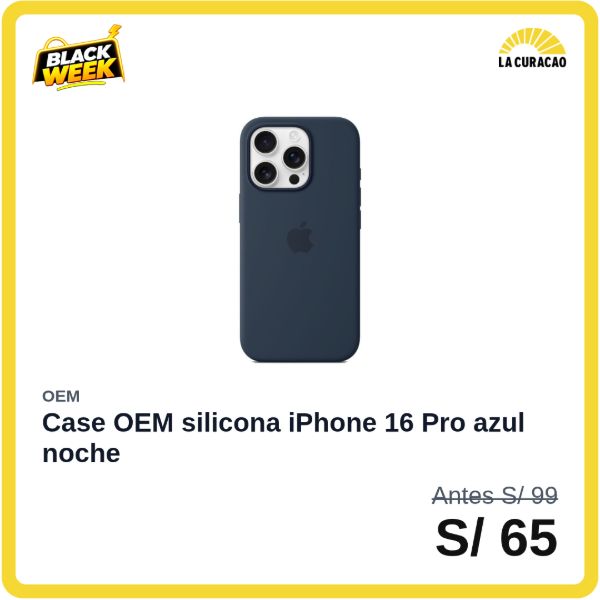 BLACK
WEEK
LA CURACAO
OEM
Case OEM silicona iPhone 16 Pro azul
noche
Antes S/ 99
S/ 65